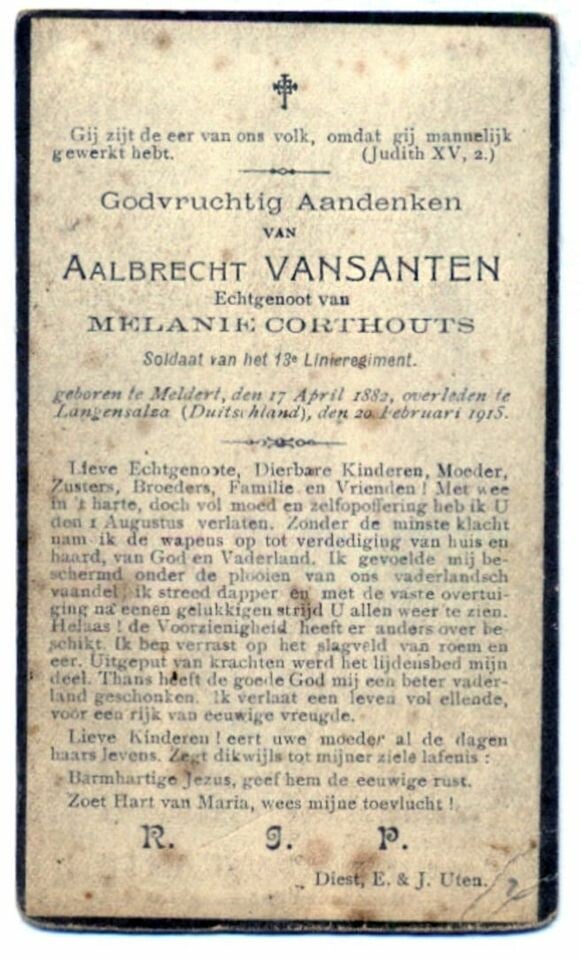 Gij zijt de eer van ons volk, omdat gij mannelijk
gewerkt hebt. (Judith XV, 2.)
Godvruchtig Aandenken
VAN
AALBRECHT VANSANTEN
Echtgenoot van
MELANIE CORTHOUTS
Soldaat van het 13e Linieregiment.
geboren te Meldert, den 17 April 1882, overleden te
Langensalza (Duitschland), den 20 Februari 1915.
Lieve Echtgenoote, Dierbare Kinderen, Moeder,
Zusters, Broeders, Familie en Vrienden! Met wee
in 't harte, doch vol moed en zelfopoffering heb ik U
den 1 Augustus verlaten. Zonder de minste klacht
nam ik de wapens op tot verdediging van huis en
haard, van God en Vaderland. Ik gevoelde mij be-
schermd onder de plooien van ons vaderlandsch
vaandel, ik streed dapper en met de vaste overtui-
ging na eenen gelukkigen strijd U allen weer te zien.
Helaas! de Voorzienigheid heeft er anders over be-
schikt. Ik ben verrast op het slagveld van roem en
eer. Uitgeput van krachten werd het lijdensbed mijn
deel. Thans heeft de goede God mij een beter vader-
land geschonken. Ik verlaat een leven vol ellende,
voor een rijk van eeuwige vreugde.
Lieve Kinderen! eert uwe moeder al de dagen
haars levens. Zegt dikwijls tot mijner ziele lafenis:
Barmhartige Jezus, geef hem de eeuwige rust.
Zoet Hart van Maria, wees mijne toevlucht!
R. I. P.
Diest, E. & J. Uten.